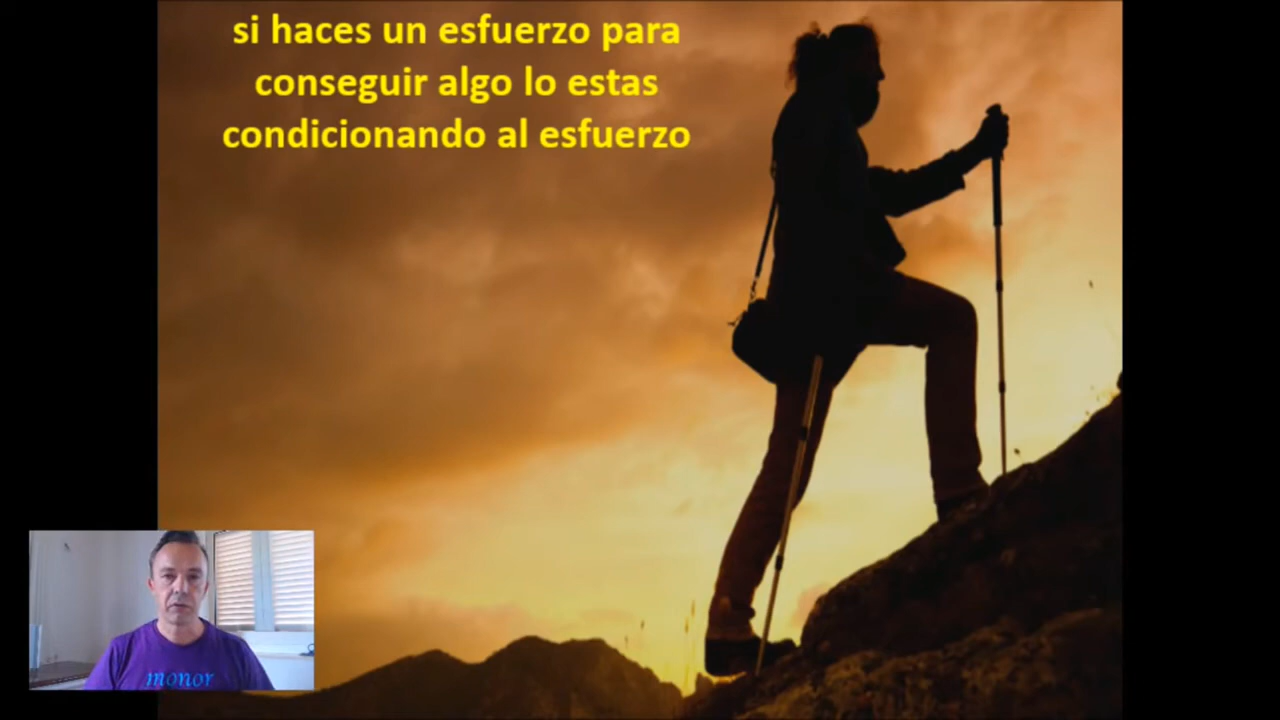 si haces un esfuerzo para
conseguir algo lo estas
condicionando al esfuerzo
monor